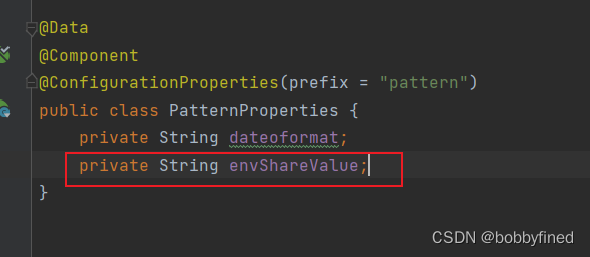 @Data
@Component
@ConfigurationProperties(prefix = "pattern")
public class PatternProperties {
private String dateoformat;
private String envShareValue;
}
CSDN @bobbyfined